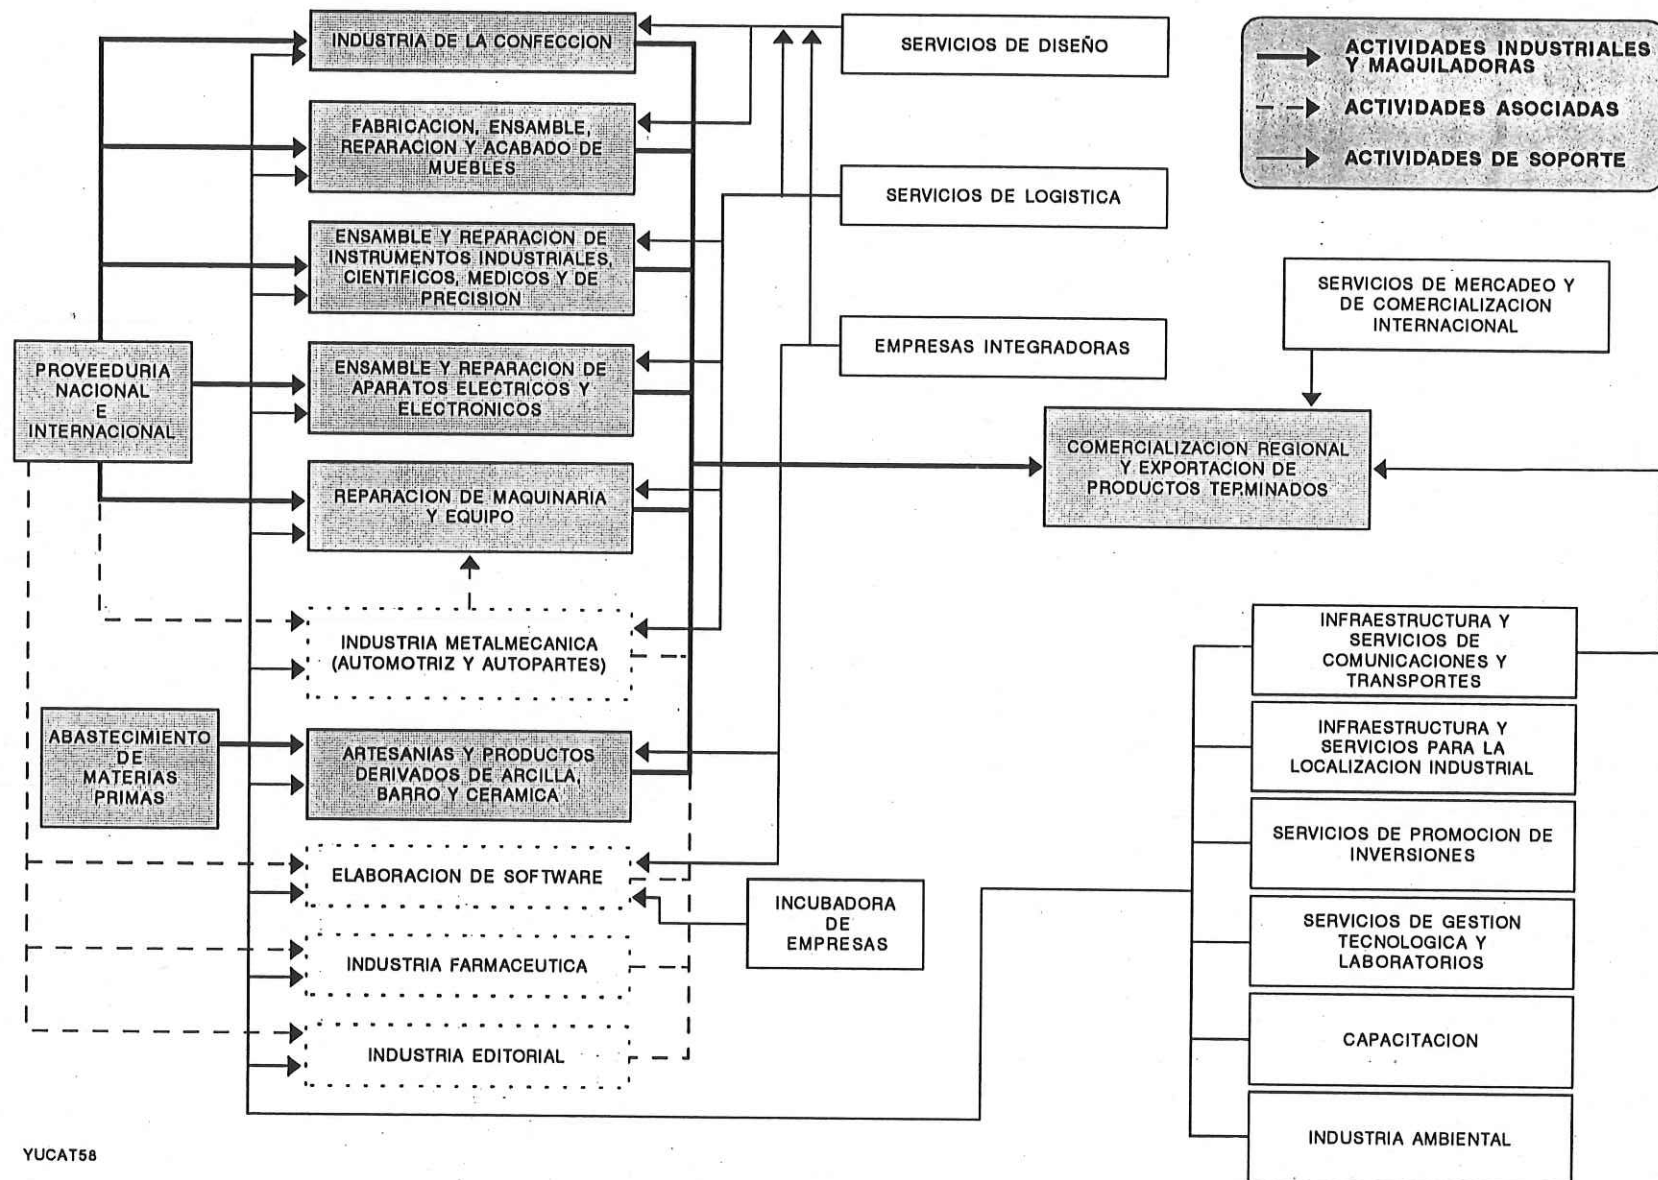 INDUSTRIA DE LA CONFECCION
FABRICACION, ENSAMBLE,
REPARACION Y ACABADO DE
MUEBLES
ENSAMBLE Y REPARACION DE
INSTRUMENTOS INDUSTRIALES,
CIENTIFICOS, MEDICOS Y DE
PRECISION
ENSAMBLE Y REPARACION DE
APARATOS ELECTRICOS Y
ELECTRONICOS
REPARACION DE MAQUINARIA
Y EQUIPO
INDUSTRIA METALMECANICA
(AUTOMOTRIZ Y AUTOPARTES)
ARTESANIAS Y PRODUCTOS
DERIVADOS DE ARCILLA,
BARRO Y CERAMICA
ELABORACION DE SOFTWARE
INDUSTRIA FARMACEUTICA
INDUSTRIA EDITORIAL
PROVEEDURIA
NACIONAL
E
INTERNACIONAL
ABASTECIMIENTO
DE
MATERIAS
PRIMAS
SERVICIOS DE DISEÑO
SERVICIOS DE LOGISTICA
EMPRESAS INTEGRADORAS
INCUBADORA
DE
EMPRESAS
ACTIVIDADES INDUSTRIALES
Y MAQUILADORAS
ACTIVIDADES ASOCIADAS
ACTIVIDADES DE SOPORTE
SERVICIOS DE MERCADEO Y
DE COMERCIALIZACION
INTERNACIONAL
COMERCIALIZACION REGIONAL
Y EXPORTACION DE
PRODUCTOS TERMINADOS
INFRAESTRUCTURA Y
SERVICIOS DE
COMUNICACIONES Y
TRANSPORTES
INFRAESTRUCTURA Y
SERVICIOS PARA LA
LOCALIZACION INDUSTRIAL
SERVICIOS DE PROMOCION DE
INVERSIONES
SERVICIOS DE GESTION
TECNOLOGICA Y
LABORATORIOS
CAPACITACION
INDUSTRIA AMBIENTAL
YUCAT58